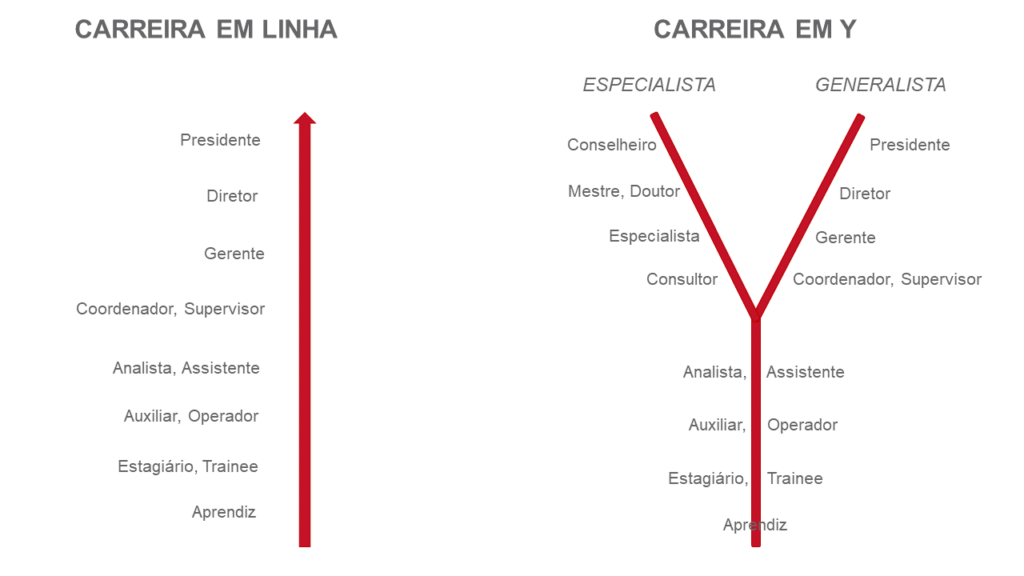 CARREIRA EM LINHA
Presidente
Diretor
Gerente
Coordenador, Supervisor
Analista, Assistente
Auxiliar, Operador
Estagiário, Trainee
Aprendiz
CARREIRA EM Y
ESPECIALISTA GENERALISTA
Conselheiro Presidente
Mestre, Doutor Diretor
Especialista Gerente
Consultor Coordenador, Supervisor
Analista, Assistente
Auxiliar, Operador
Estagiário, Trainee
Aprendiz